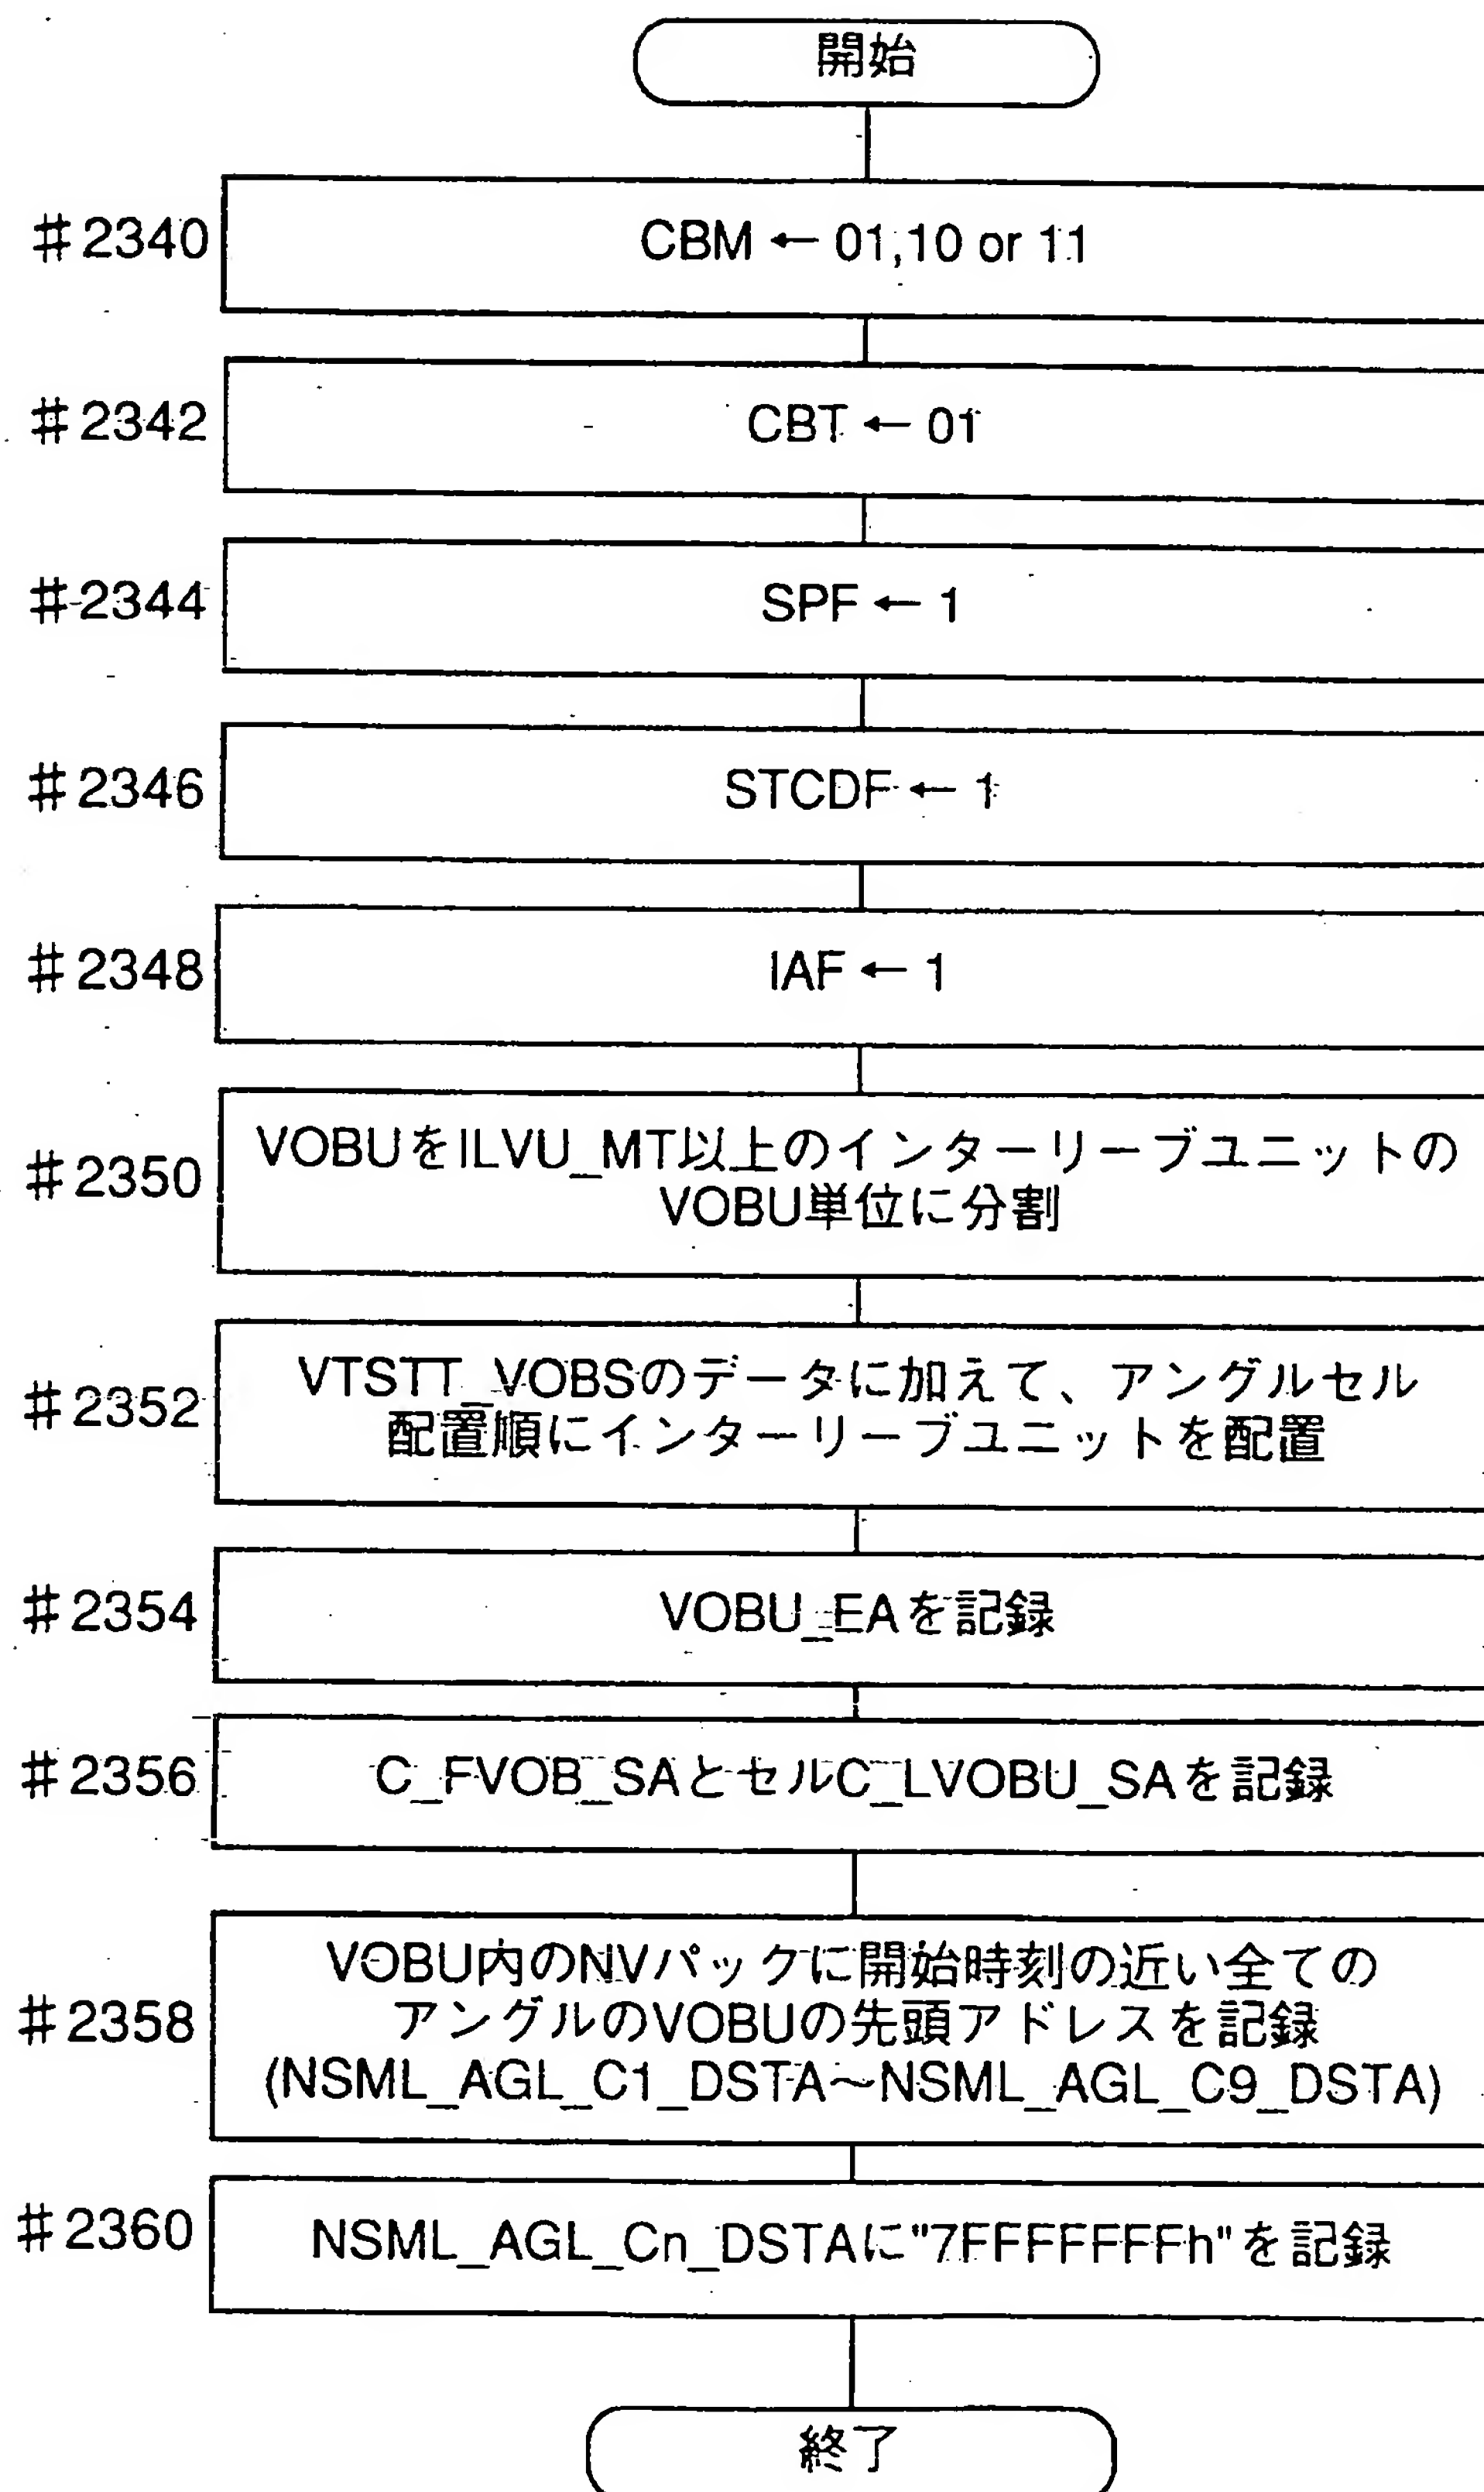 開始
#2340
CBM ← 01,10 or 11
#2342
CBT ← 01
#2344
SPF ← 1
#2346
STCDF ← 1
#2348
IAF ← 1
#2350
VOBUをILVU_MT以上のインターリーブユニットの
VOBU単位に分割
#2352
VTSTT_VOBSのデータに加えて、アングルセル
配置順にインターリーブユニットを配置
#2354
VOBU_EAを記録
#2356
C_FVOB_SAとセルC_LVOBU_SAを記録
#2358
VOBU内のNVパックに開始時刻の近い全ての
アングルのVOBUの先頭アドレスを記録
(NSML_AGL_C1_DSTA～NSML_AGL_C9_DSTA)
#2360
NSML_AGL_Cn_DSTAに"7FFFFFFFh"を記録
終了